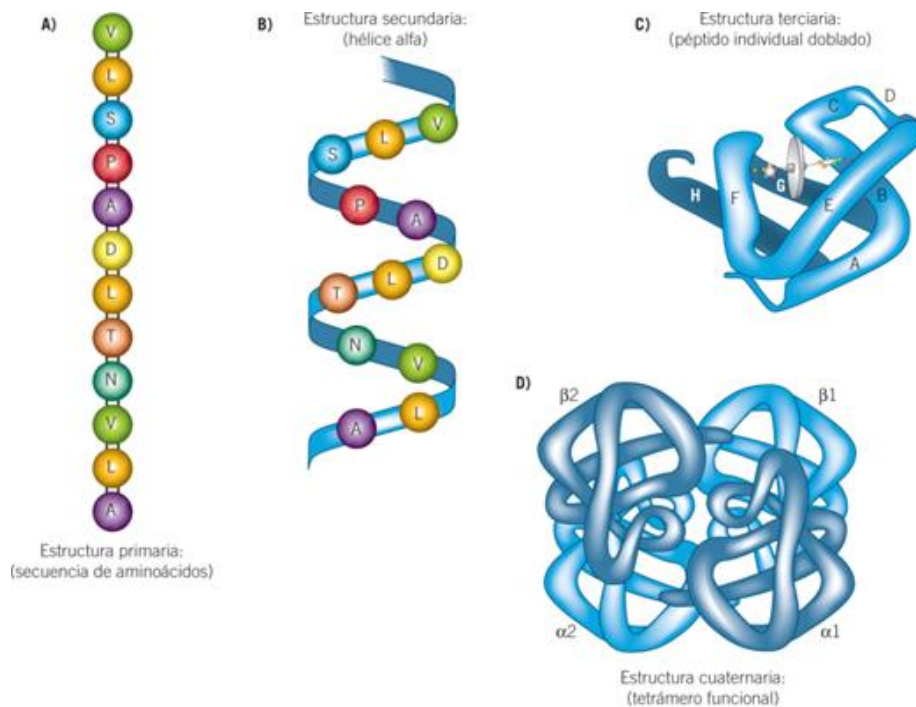 A)
V
L
S
P
A
D
L
T
N
V
L
A
Estructura primaria:
(secuencia de aminoácidos)
B)
Estructura secundaria:
(hélice alfa)
S L V
P A
T L D
N V
A L
C)
Estructura terciaria:
(péptido individual doblado)
C D
F G B
H E
A
D)
β2 β1
α2 α1
Estructura cuaternaria:
(tetrámero funcional)